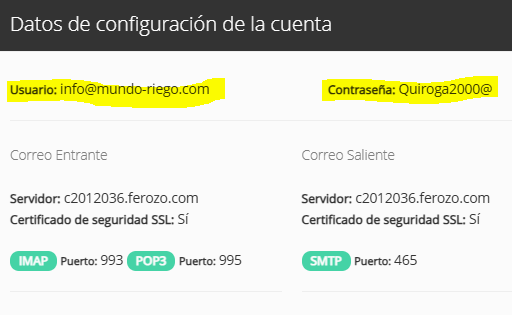 Datos de configuración de la cuenta
Usuario: info@mundo-riego.com
Contraseña: Quiroga2000@
Correo Entrante
Servidor: c2012036.ferozo.com
Certificado de seguridad SSL: Sí
IMAP Puerto: 993 POP3 Puerto: 995
Correo Saliente
Servidor: c2012036.ferozo.com
Certificado de seguridad SSL: Sí
SMTP Puerto: 465